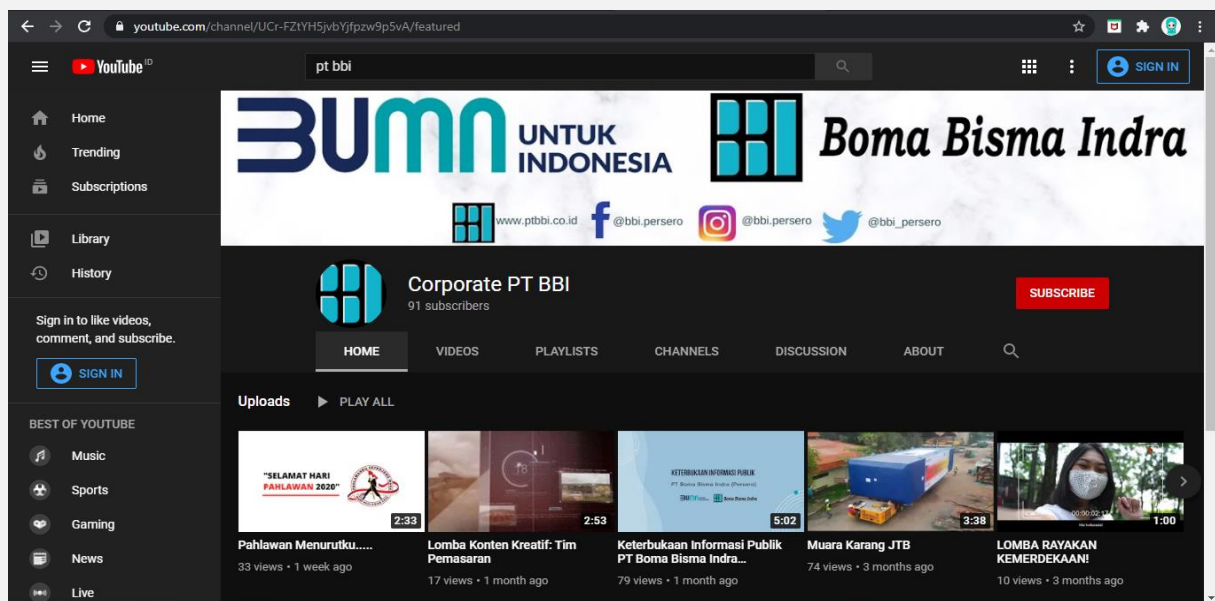 youtube.com/channel/UCr-FZtYH5jvbYjfpzw9p5vA/featured
YouTube ID
pt bbi
SIGN IN
Home
Trending
Subscriptions
Library
History
Sign in to like videos,
comment, and subscribe.
SIGN IN
BEST OF YOUTUBE
Music
Sports
Gaming
News
Live
BUMN UNTUK
INDONESIA
Boma Bisma Indra
www.ptbbi.co.id @bbi.persero @bbi.persero @bbi_persero
Corporate PT BBI
91 subscribers
SUBSCRIBE
HOME VIDEOS PLAYLISTS CHANNELS DISCUSSION ABOUT
Uploads PLAY ALL
"SELAMAT HARI
PAHLAWAN 2020"
2:33
Pahlawan Menurutku.....
33 views • 1 week ago
2:53
Lomba Konten Kreatif: Tim
Pemasaran
17 views • 1 month ago
KETERBUKAAN INFORMASI PUBLIK
PT Boma Bisma Indra (Persero)
5:02
Keterbukaan Informasi Publik
PT Boma Bisma Indra...
79 views • 1 month ago
3:38
Muara Karang JTB
74 views • 3 months ago
1:00
LOMBA RAYAKAN
KEMERDEKAAN!
10 views • 3 months ago